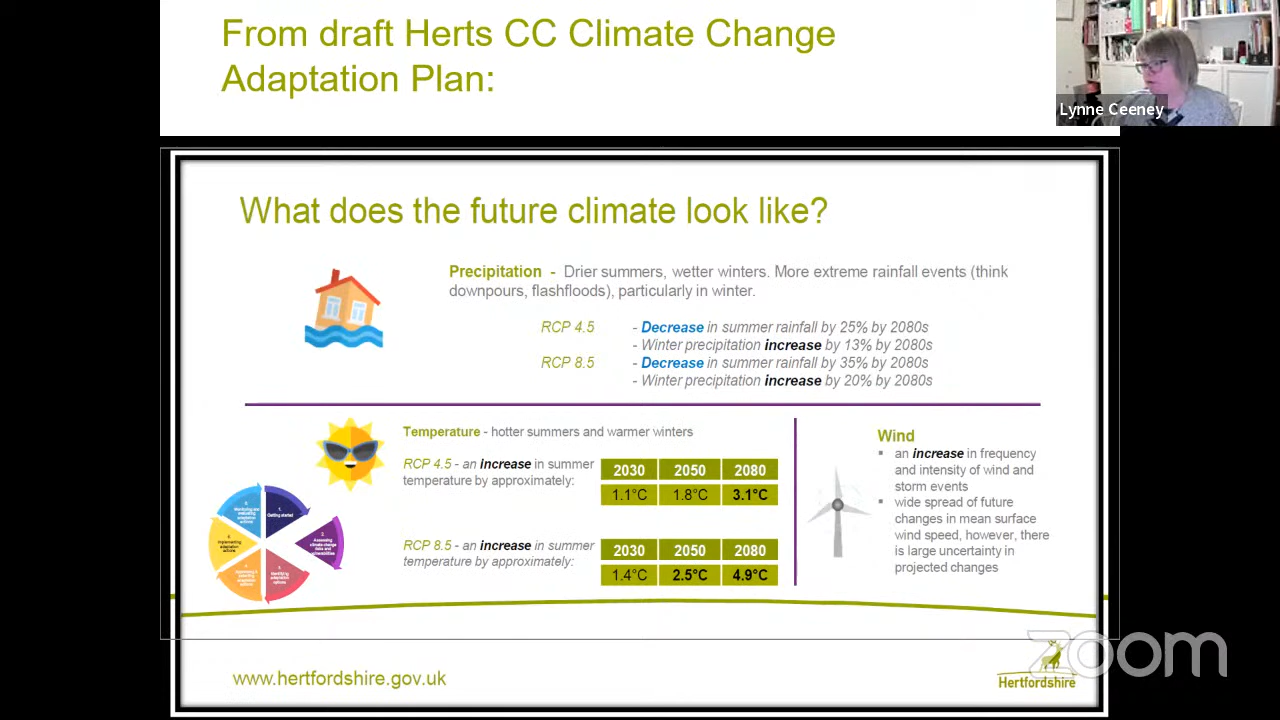 From draft Herts CC Climate Change
Adaptation Plan:
Lynne Ceeney
What does the future climate look like?
Precipitation - Drier summers, wetter winters. More extreme rainfall events (think
downpours, flashfloods), particularly in winter.
RCP 4.5 - Decrease in summer rainfall by 25% by 2080s
- Winter precipitation increase by 13% by 2080s
RCP 8.5 - Decrease in summer rainfall by 35% by 2080s
- Winter precipitation increase by 20% by 2080s
Temperature - hotter summers and warmer winters
RCP 4.5 - an increase in summer
temperature by approximately:
2030 2050 2080
1.1°C 1.8°C 3.1°C
RCP 8.5 - an increase in summer
temperature by approximately:
2030 2050 2080
1.4°C 2.5°C 4.9°C
Wind
▪ an increase in frequency
and intensity of wind and
storm events
▪ wide spread of future
changes in mean surface
wind speed, however, there
is large uncertainty in
projected changes
Getting started
Implementing
adaptation
actions
www.hertfordshire.gov.uk
Hertfordshire
zoom